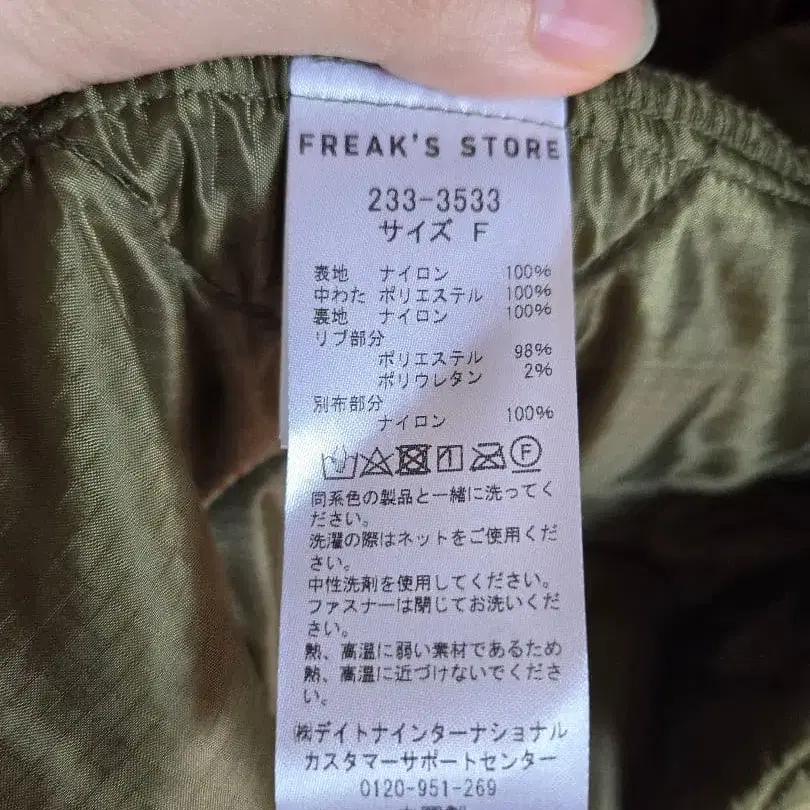 FREAK'S STORE
233-3533
サイズ F
表地 ナイロン 100%
中わた ポリエステル 100%
裏地 ナイロン 100%
リブ部分
ポリエステル 98%
ポリウレタン 2%
別布部分
ナイロン 100%
F
同系色の製品と一緒に洗ってく
ださい。
洗濯の際はネットをご使用くだ
さい。
中性洗剤を使用してください。
ファスナーは閉じてお洗いくだ
さい。
熱、高温に弱い素材であるため
熱、高温に近づけないでくださ
い。
㈱デイトナインターナショナル
カスタマーサポートセンター
0120-951-269